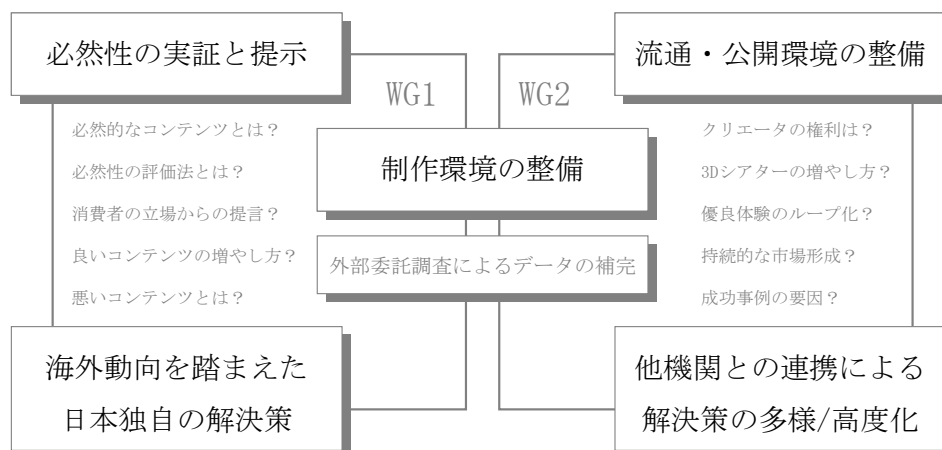 必然性の実証と提示
WG1
必然的なコンテンツとは？
必然性の評価法とは？
消費者の立場からの提言？
良いコンテンツの増やし方？
悪いコンテンツとは？
海外動向を踏まえた
日本独自の解決策
制作環境の整備
外部委託調査によるデータの補完
流通・公開環境の整備
WG2
クリエータの権利は？
3Dシアターの増やし方？
優良体験のループ化？
持続的な市場形成？
成功事例の要因？
他機関との連携による
解決策の多様/高度化